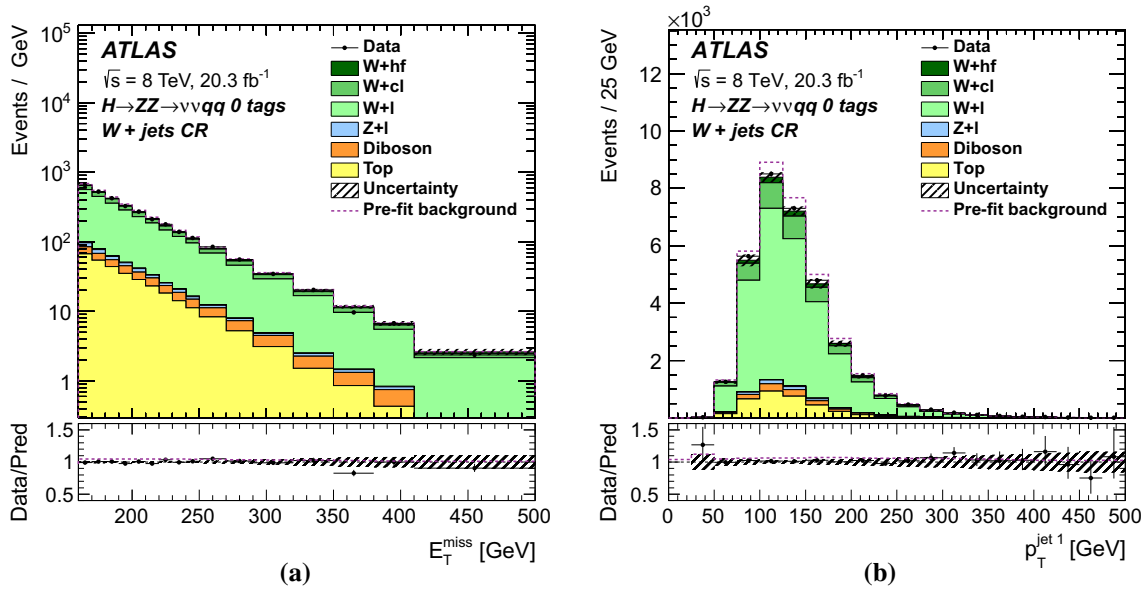 Events / GeV
10⁵
10⁴
10³
10²
10
1
ATLAS
√s = 8 TeV, 20.3 fb⁻¹
H→ZZ→ννqq 0 tags
W + jets CR
Data
W+hf
W+cl
W+l
Z+l
Diboson
Top
Uncertainty
Pre-fit background
Data/Pred
1.5
1
0.5
200 250 300 350 400 450 500
E_T^miss [GeV]
(a)
×10³
Events / 25 GeV
12
10
8
6
4
2
ATLAS
√s = 8 TeV, 20.3 fb⁻¹
H→ZZ→ννqq 0 tags
W + jets CR
Data
W+hf
W+cl
W+l
Z+l
Diboson
Top
Uncertainty
Pre-fit background
Data/Pred
1.5
1
0.5
0 50 100 150 200 250 300 350 400 450 500
p_T^jet 1 [GeV]
(b)